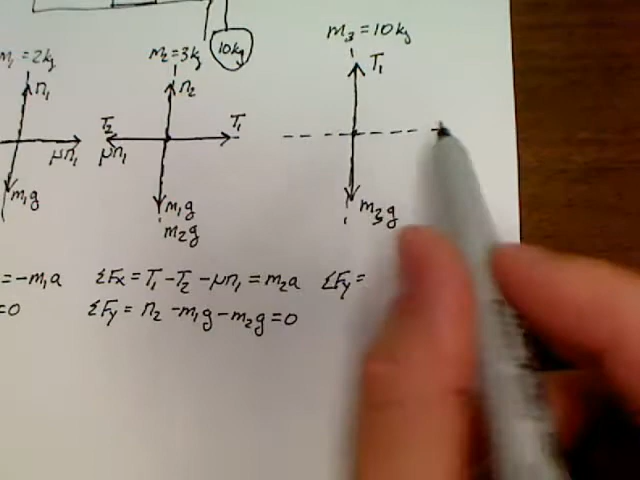 10kg
m₁ = 2kg
n₁
μn₁
m₁g
= -m₁a
= 0
m₂ = 3kg
n₂
T₂
T₁
μn₁
m₁g
m₂g
ΣFx = T₁ - T₂ - μn₁ = m₂a
ΣFy = n₂ - m₁g - m₂g = 0
m₃ = 10kg
T₁
m₃g
ΣFy =